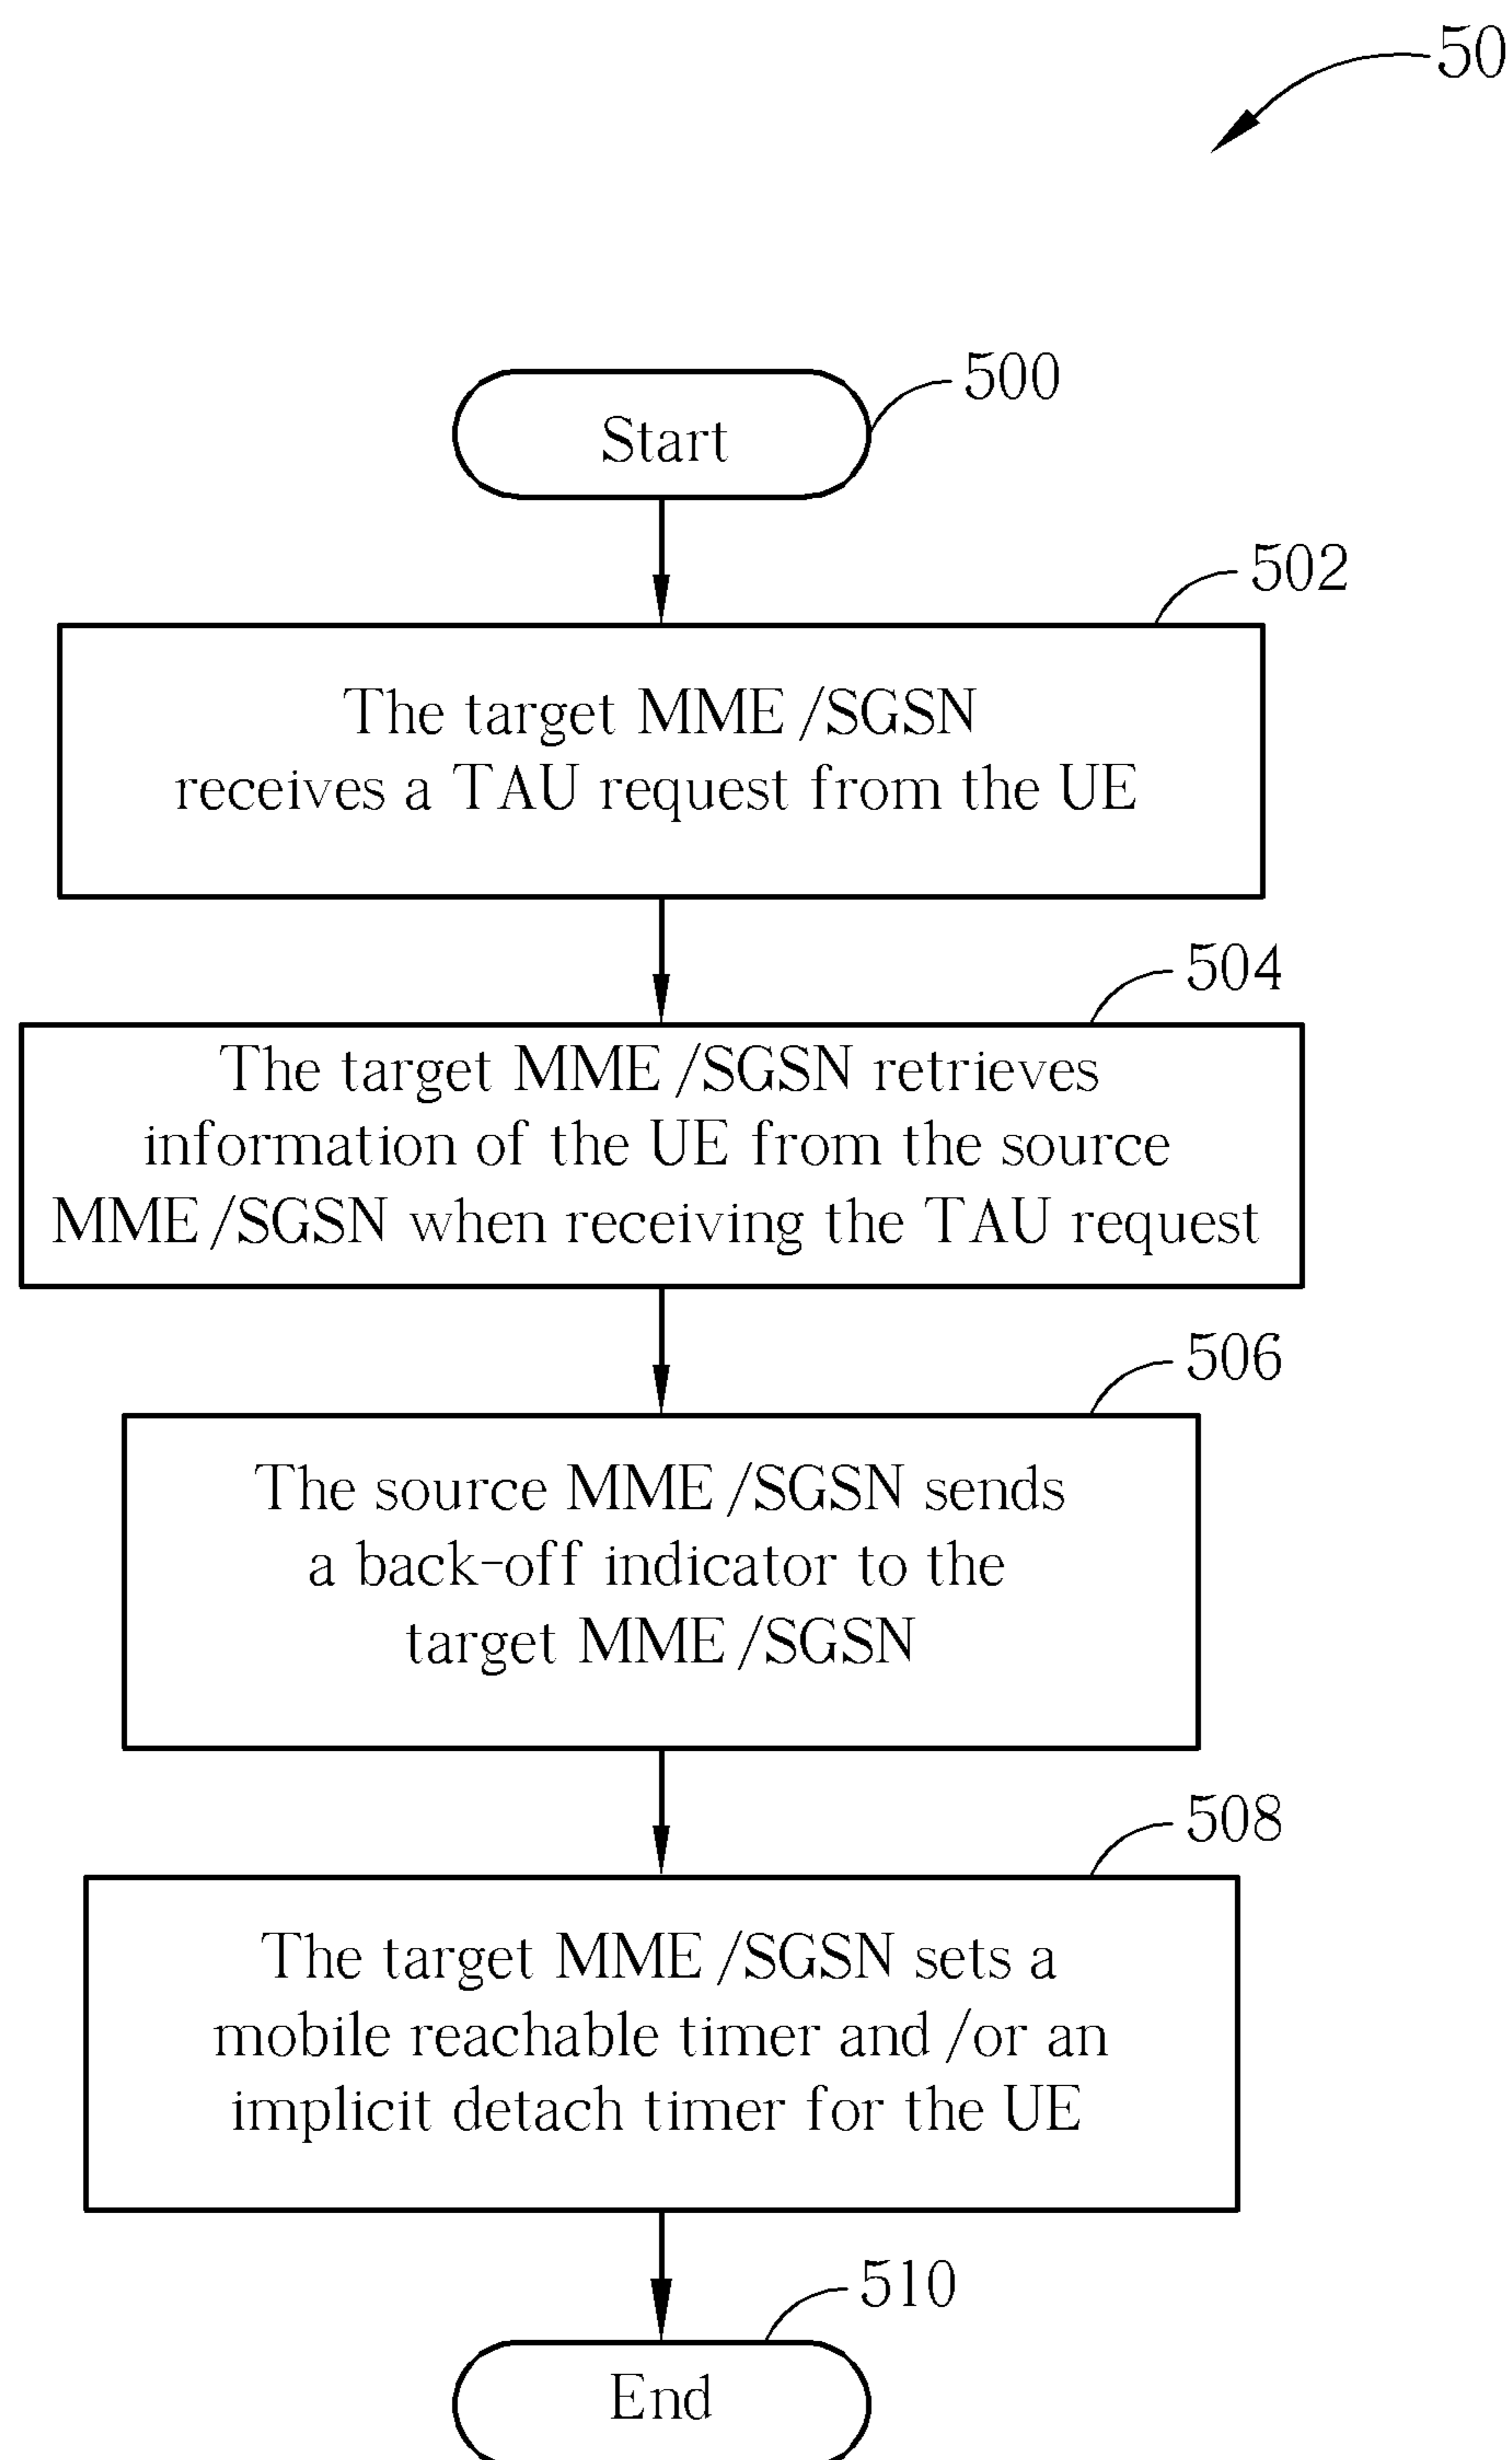 50
500
Start
502
The target MME/SGSN
receives a TAU request from the UE
504
The target MME/SGSN retrieves
information of the UE from the source
MME/SGSN when receiving the TAU request
506
The source MME/SGSN sends
a back-off indicator to the
target MME/SGSN
508
The target MME/SGSN sets a
mobile reachable timer and/or an
implicit detach timer for the UE
510
End